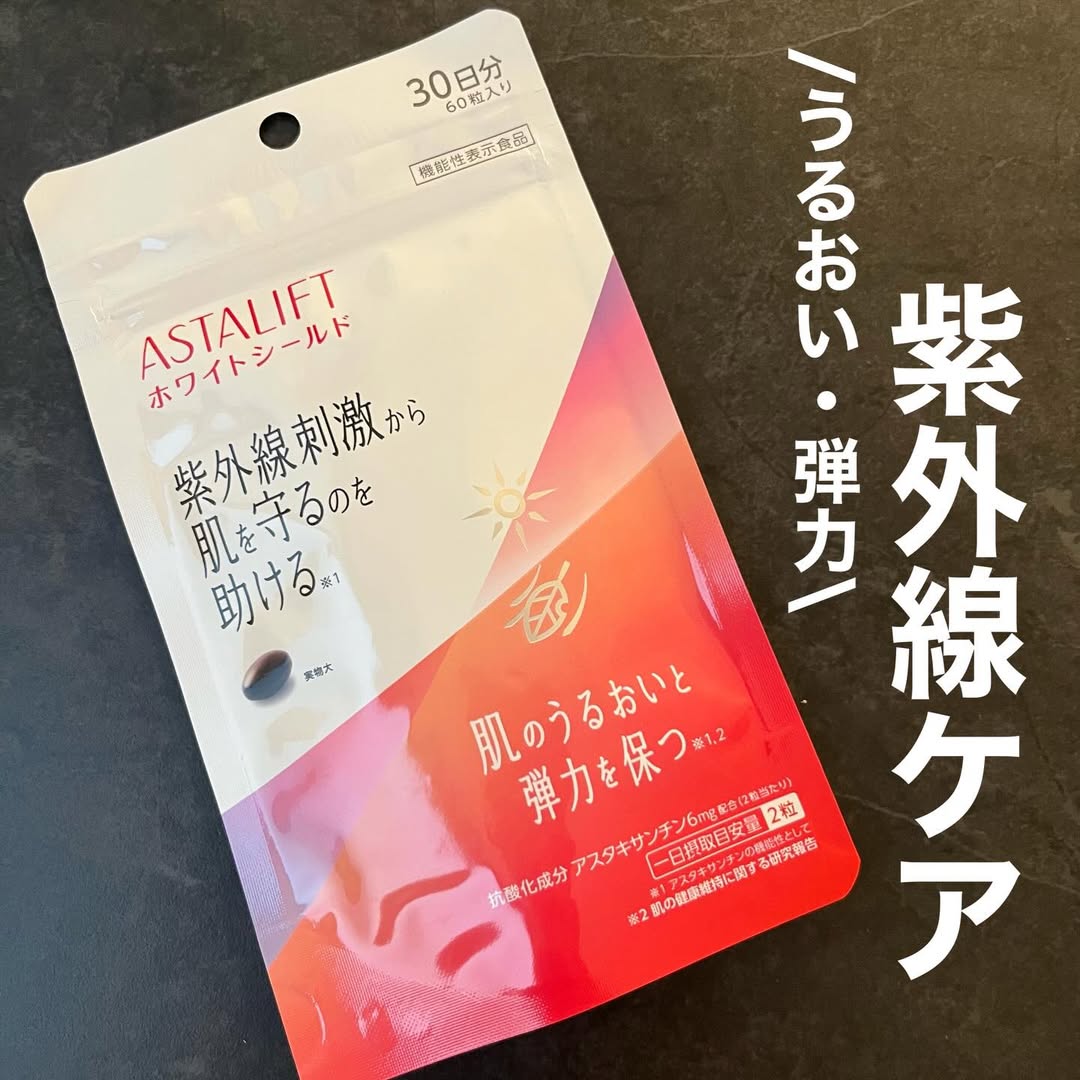 30日分
60粒入り
機能性表示食品
ASTALIFT
ホワイトシールド
紫外線刺激から
肌を守るのを
助ける※1
実物大
肌のうるおいと
弾力を保つ※1,2
抗酸化成分 アスタキサンチン6mg配合(2粒当たり)
一日摂取目安量 2粒
※1 アスタキサンチンの機能性として
※2 肌の健康維持に関する研究報告
\うるおい・弾力/
紫外線ケア